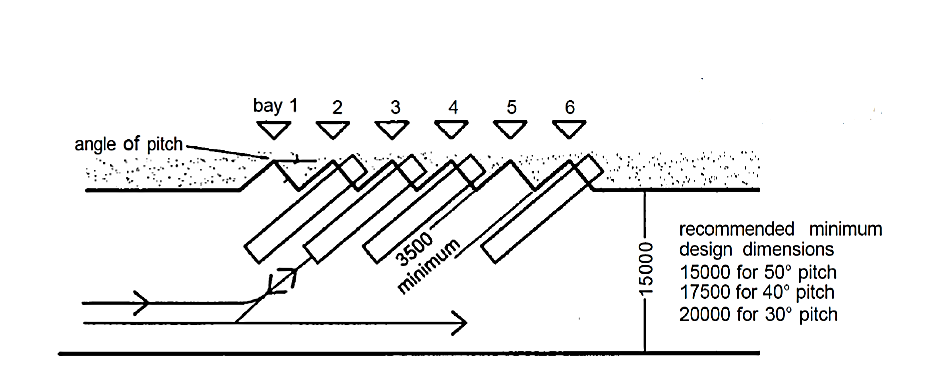 bay 1 2 3 4 5 6
angle of pitch
3500
minimum
15000
recommended minimum
design dimensions
15000 for 50° pitch
17500 for 40° pitch
20000 for 30° pitch